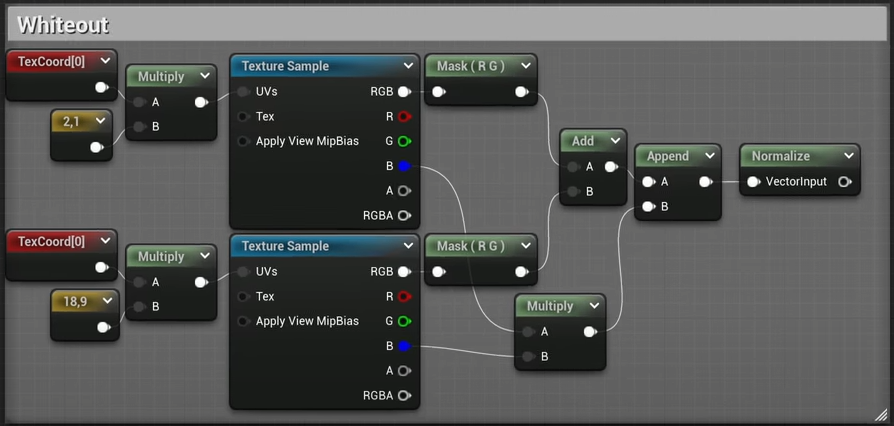 Whiteout
TexCoord[0]
Multiply
A
B
2,1
Texture Sample
UVs
RGB
Tex
R
Apply View MipBias
G
B
A
RGBA
Mask ( R G )
Add
A
B
Append
A
B
Normalize
VectorInput
TexCoord[0]
Multiply
A
B
18,9
Texture Sample
UVs
RGB
Tex
R
Apply View MipBias
G
B
A
RGBA
Mask ( R G )
Multiply
A
B